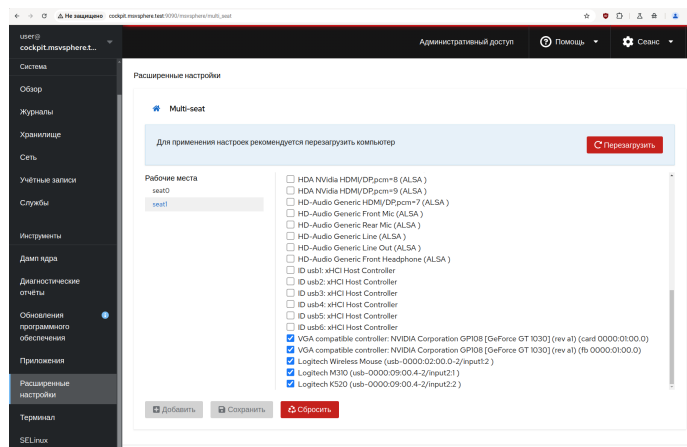 Не защищено cockpit.msvsphere.test:9090/msvsphere/multi_seat
user@
cockpit.msvsphere.t...
Административный доступ
Помощь
Сеанс
Система
Обзор
Журналы
Хранилище
Сеть
Учётные записи
Службы
Инструменты
Дамп ядра
Диагностические
отчёты
Обновления
программного
обеспечения
Приложения
Расширенные
настройки
Терминал
SELinux
Расширенные настройки
Multi-seat
Для применения настроек рекомендуется перезагрузить компьютер
Перезагрузить
Рабочие места
seat0
seat1
HDA NVidia HDMI/DP,pcm=8 (ALSA )
HDA NVidia HDMI/DP,pcm=9 (ALSA )
HD-Audio Generic HDMI/DP,pcm=7 (ALSA )
HD-Audio Generic Front Mic (ALSA )
HD-Audio Generic Rear Mic (ALSA )
HD-Audio Generic Line (ALSA )
HD-Audio Generic Line Out (ALSA )
HD-Audio Generic Front Headphone (ALSA )
ID usb1: xHCI Host Controller
ID usb2: xHCI Host Controller
ID usb3: xHCI Host Controller
ID usb4: xHCI Host Controller
ID usb5: xHCI Host Controller
ID usb6: xHCI Host Controller
VGA compatible controller: NVIDIA Corporation GP108 [GeForce GT 1030] (rev a1) (card 0000:01:00.0)
VGA compatible controller: NVIDIA Corporation GP108 [GeForce GT 1030] (rev a1) (fb 0000:01:00.0)
Logitech Wireless Mouse (usb-0000:02:00.0-2/input1:2 )
Logitech M310 (usb-0000:09:00.4-2/input2:1 )
Logitech K520 (usb-0000:09:00.4-2/input2:2 )
Добавить
Сохранить
Сбросить